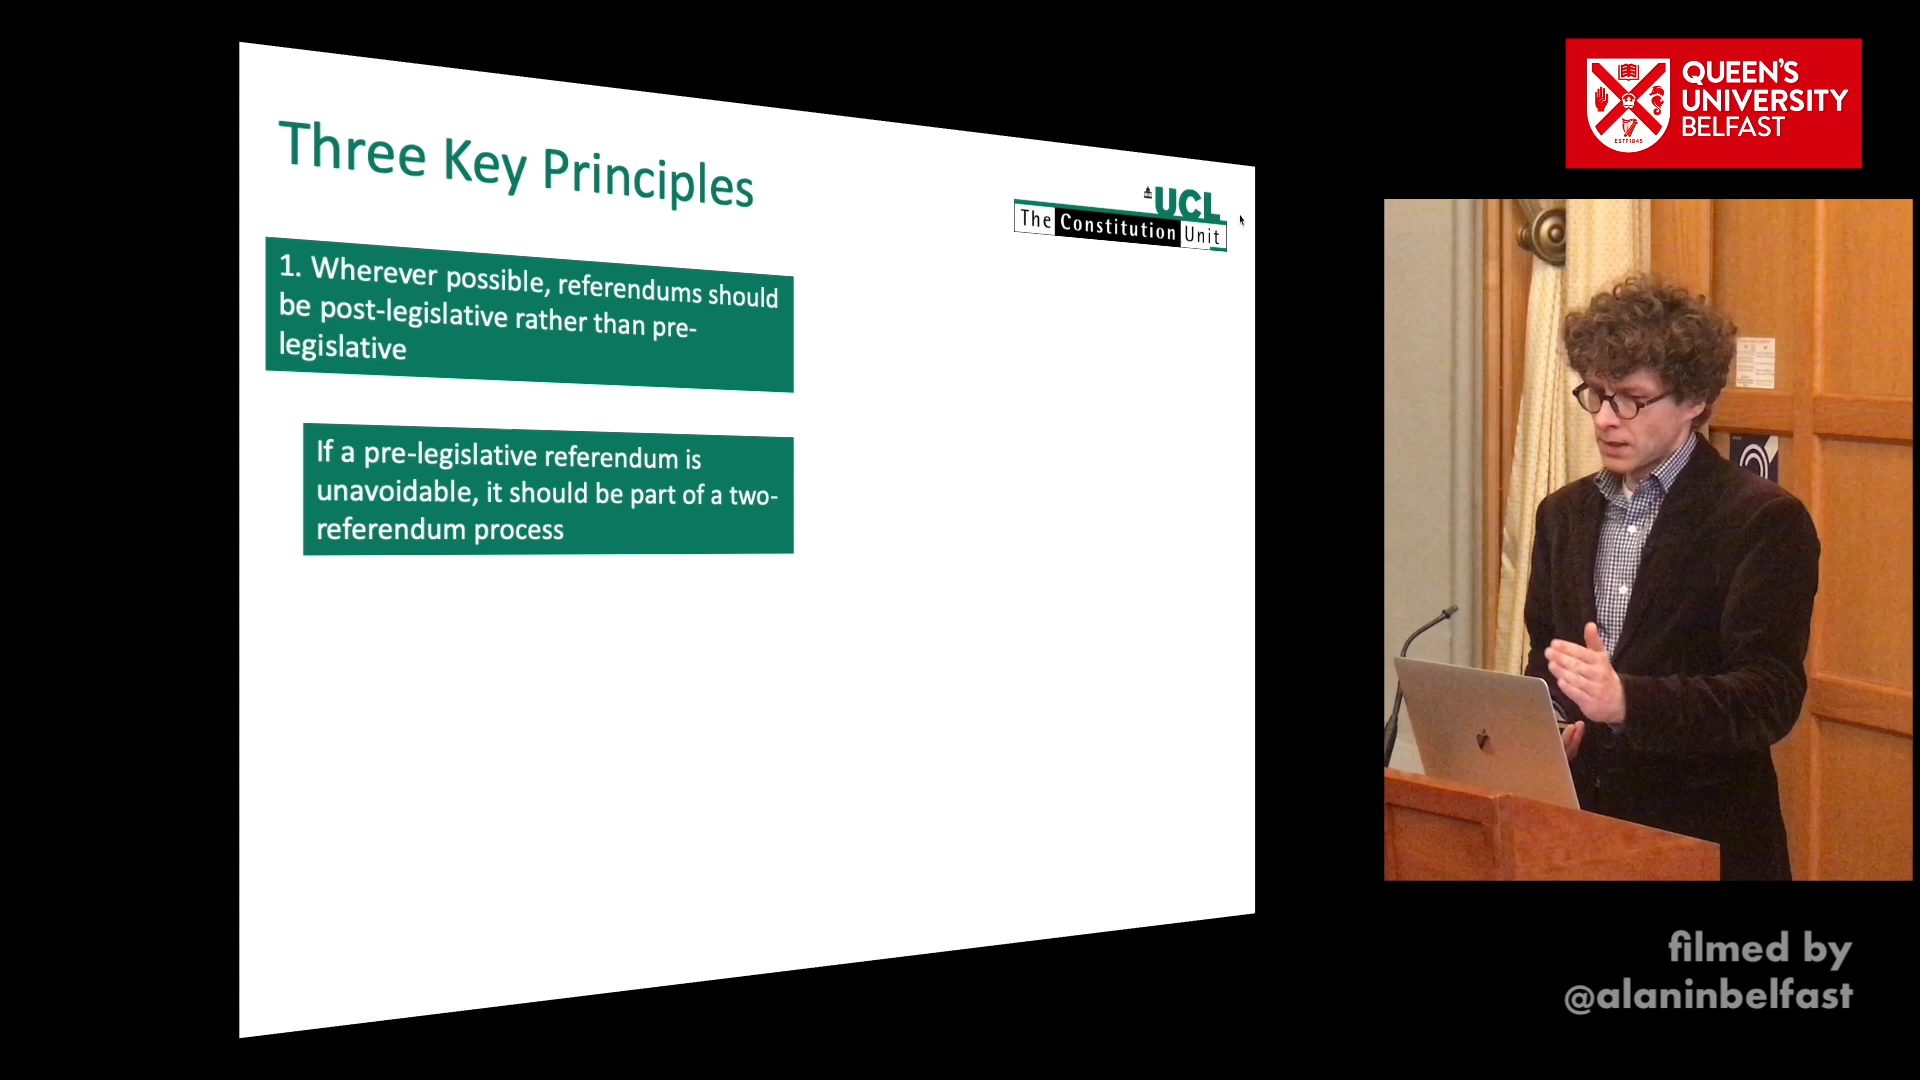 Three Key Principles
UCL
The Constitution Unit
1. Wherever possible, referendums should
be post-legislative rather than pre-
legislative
If a pre-legislative referendum is
unavoidable, it should be part of a two-
referendum process
QUEEN'S
UNIVERSITY
BELFAST
ESTD 1845
filmed by
@alaninbelfast